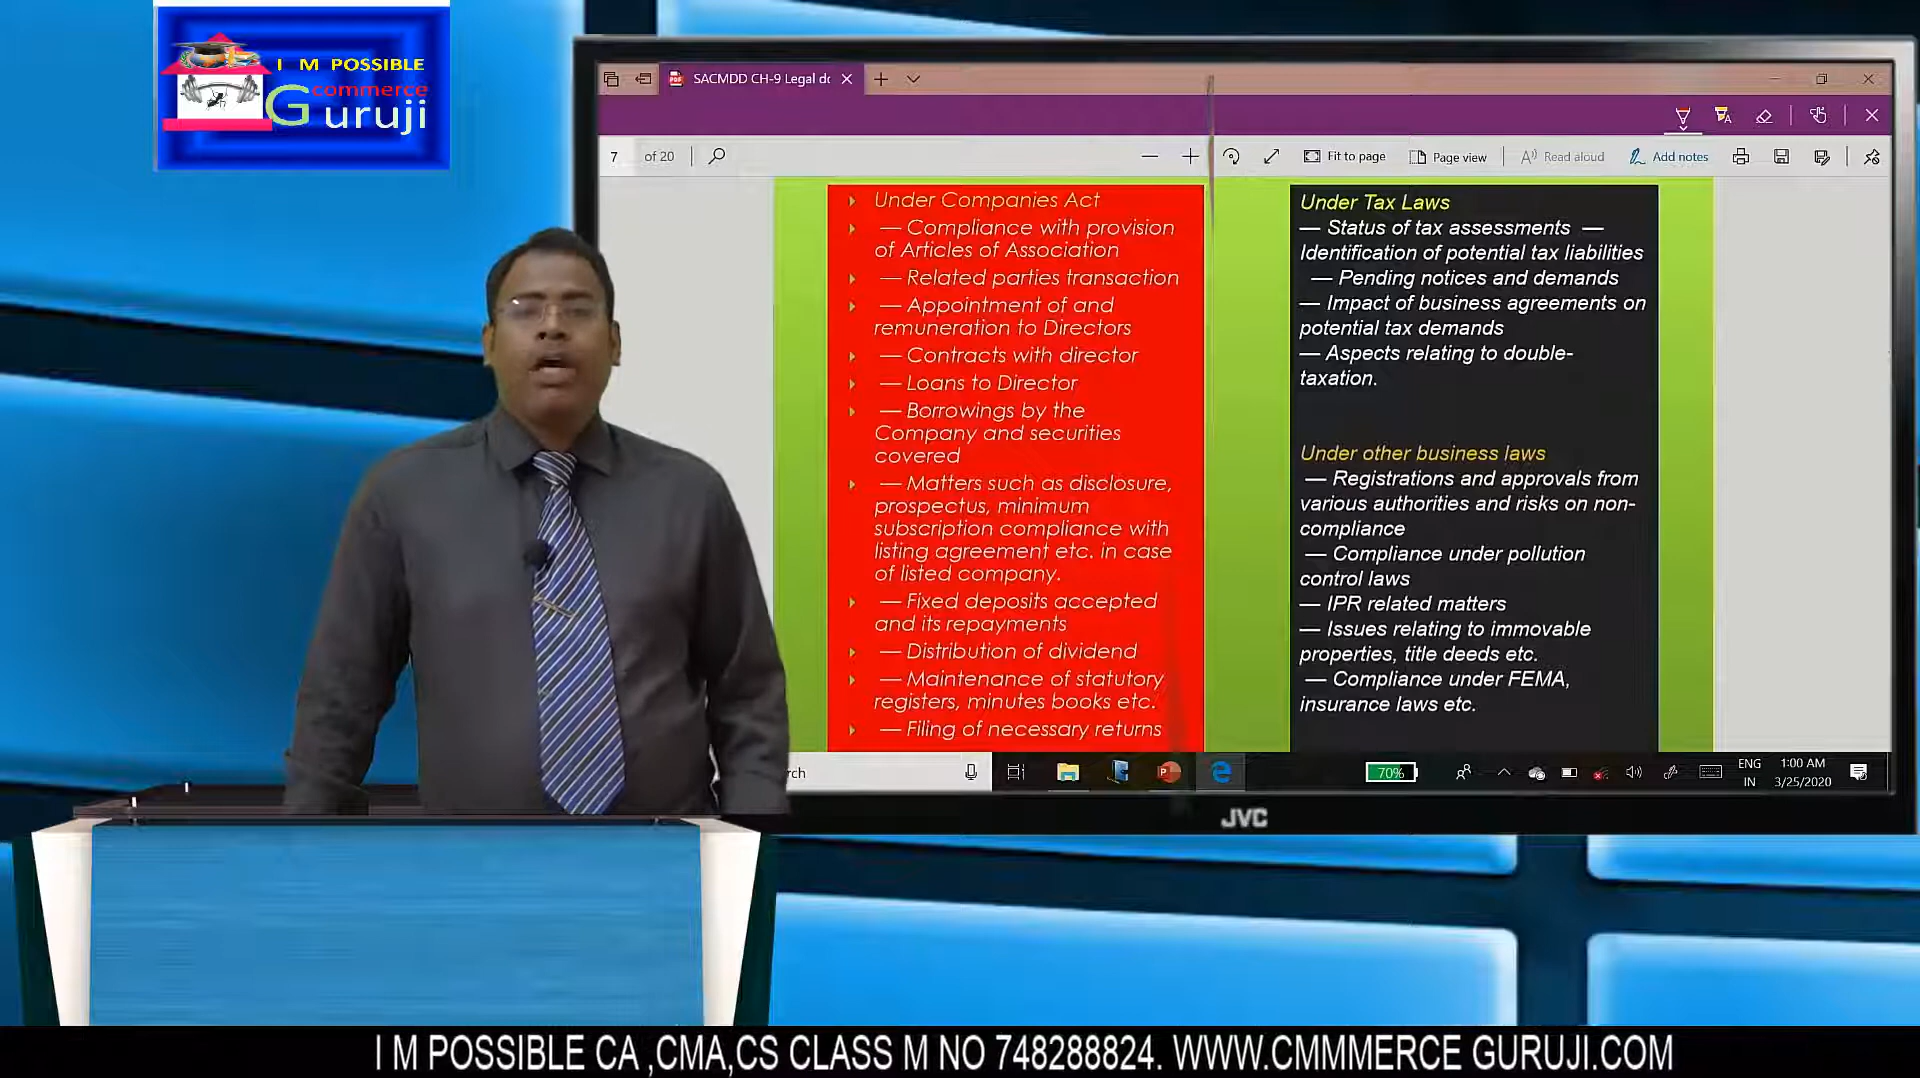 I M POSSIBLE
commerce
Guruji
SACMDD CH-9 Legal dc
7 of 20
Fit to page
Page view
Read aloud
Add notes
Under Companies Act
— Compliance with provision
of Articles of Association
— Related parties transaction
— Appointment of and
remuneration to Directors
— Contracts with director
— Loans to Director
— Borrowings by the
Company and securities
covered
— Matters such as disclosure,
prospectus, minimum
subscription compliance with
listing agreement etc. in case
of listed company.
— Fixed deposits accepted
and its repayments
— Distribution of dividend
— Maintenance of statutory
registers, minutes books etc.
— Filing of necessary returns
Under Tax Laws
— Status of tax assessments —
Identification of potential tax liabilities
— Pending notices and demands
— Impact of business agreements on
potential tax demands
— Aspects relating to double-
taxation.
Under other business laws
— Registrations and approvals from
various authorities and risks on non-
compliance
— Compliance under pollution
control laws
— IPR related matters
— Issues relating to immovable
properties, title deeds etc.
— Compliance under FEMA,
insurance laws etc.
rch
70%
ENG
IN
1:00 AM
3/25/2020
JVC
I M POSSIBLE CA ,CMA,CS CLASS M NO 748288824. WWW.CMMMERCE GURUJI.COM